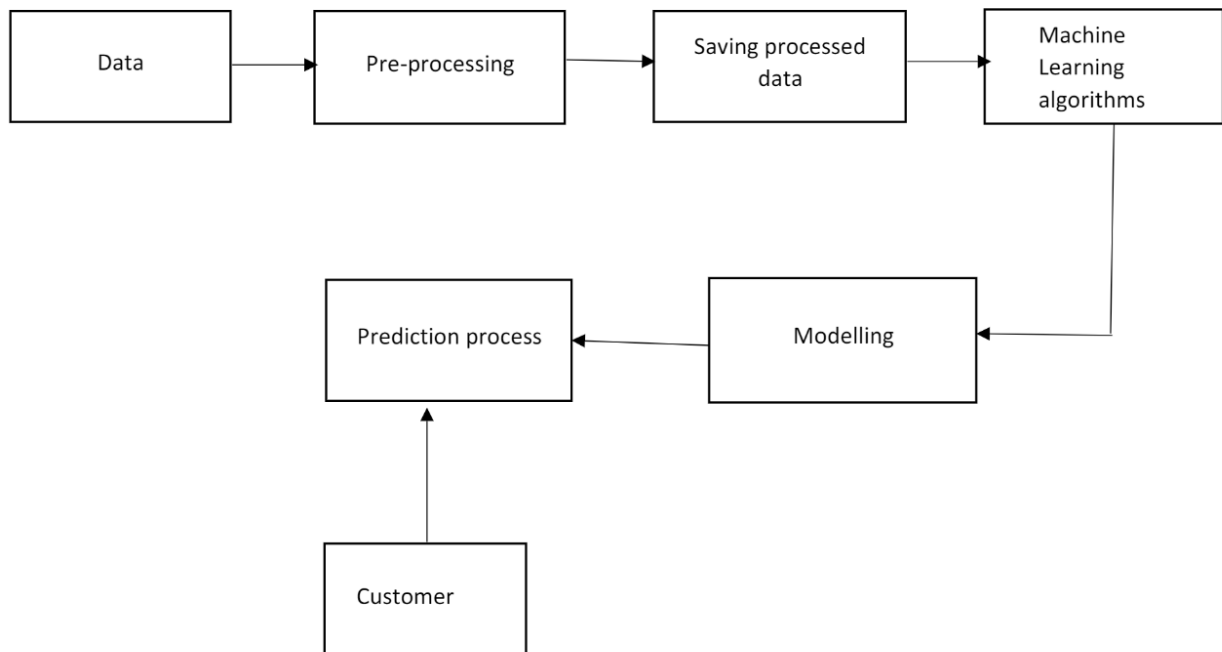 Data
Pre-processing
Saving processed
data
Machine
Learning
algorithms
Prediction process
Modelling
Customer